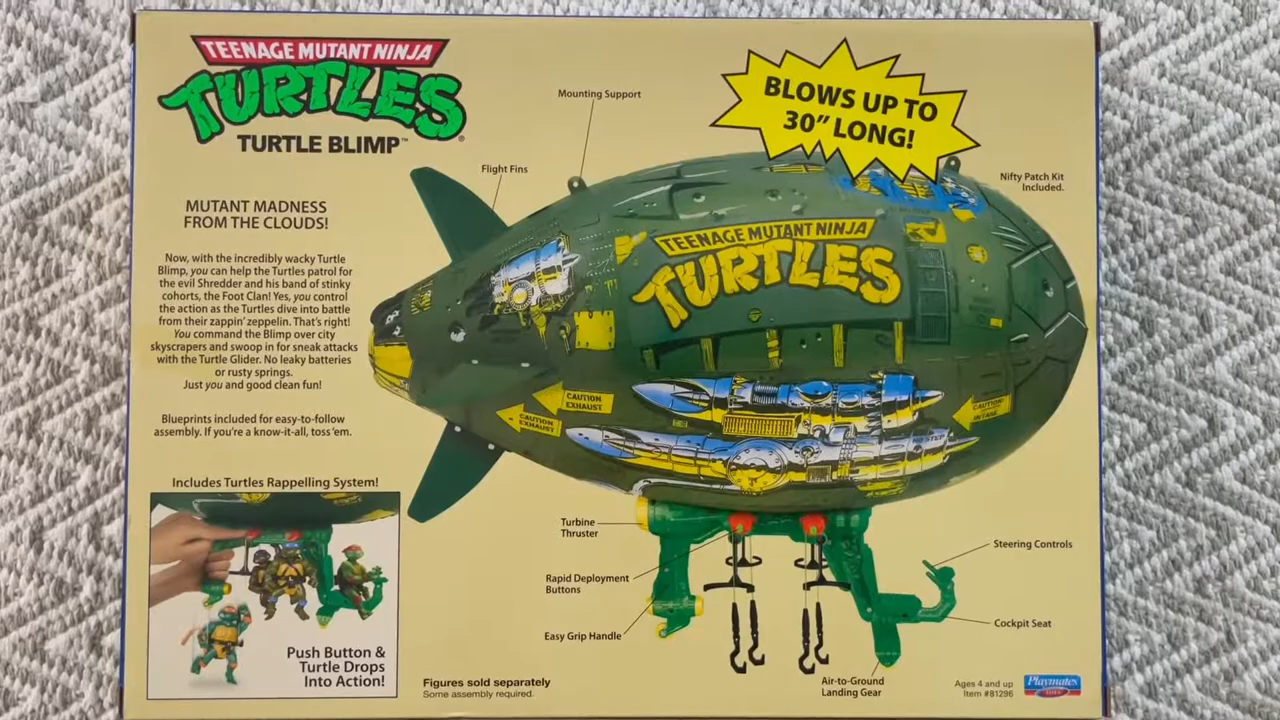 TEENAGE MUTANT NINJA
TURTLES®
TURTLE BLIMP™
MUTANT MADNESS
FROM THE CLOUDS!
Now, with the incredibly wacky Turtle
Blimp, you can help the Turtles patrol for
the evil Shredder and his band of stinky
cohorts, the Foot Clan! Yes, you control
the action as the Turtles dive into battle
from their zappin' zeppelin. That's right!
You command the Blimp over city
skyscrapers and swoop in for sneak attacks
with the Turtle Glider. No leaky batteries
or rusty springs.
Just you and good clean fun!
Blueprints included for easy-to-follow
assembly. If you're a know-it-all, toss 'em.
Includes Turtles Rappelling System!
Push Button &
Turtle Drops
Into Action!
Mounting Support
Flight Fins
BLOWS UP TO
30" LONG!
Nifty Patch Kit
Included.
TEENAGE MUTANT NINJA
TURTLES
CAUTION
EXHAUST
CAUTION
EXHAUST
CAUTION
INTAKE
NO STEP
Turbine
Thruster
Rapid Deployment
Buttons
Easy Grip Handle
Steering Controls
Cockpit Seat
Air-to-Ground
Landing Gear
Figures sold separately
Some assembly required.
Ages 4 and up
Item #81296
Playmates
TOYS